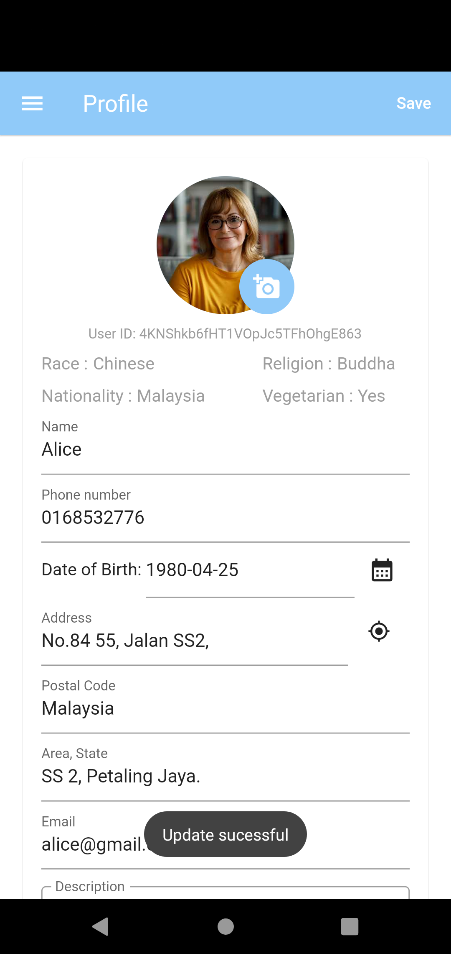 Profile
Save
User ID: 4KNShkb6fHT1VOpJc5TFhOhgE863
Race : Chinese
Religion : Buddha
Nationality : Malaysia
Vegetarian : Yes
Name
Alice
Phone number
0168532776
Date of Birth: 1980-04-25
Address
No.84 55, Jalan SS2,
Postal Code
Malaysia
Area, State
SS 2, Petaling Jaya.
Email
alice@gmail.
Update sucessful
Description